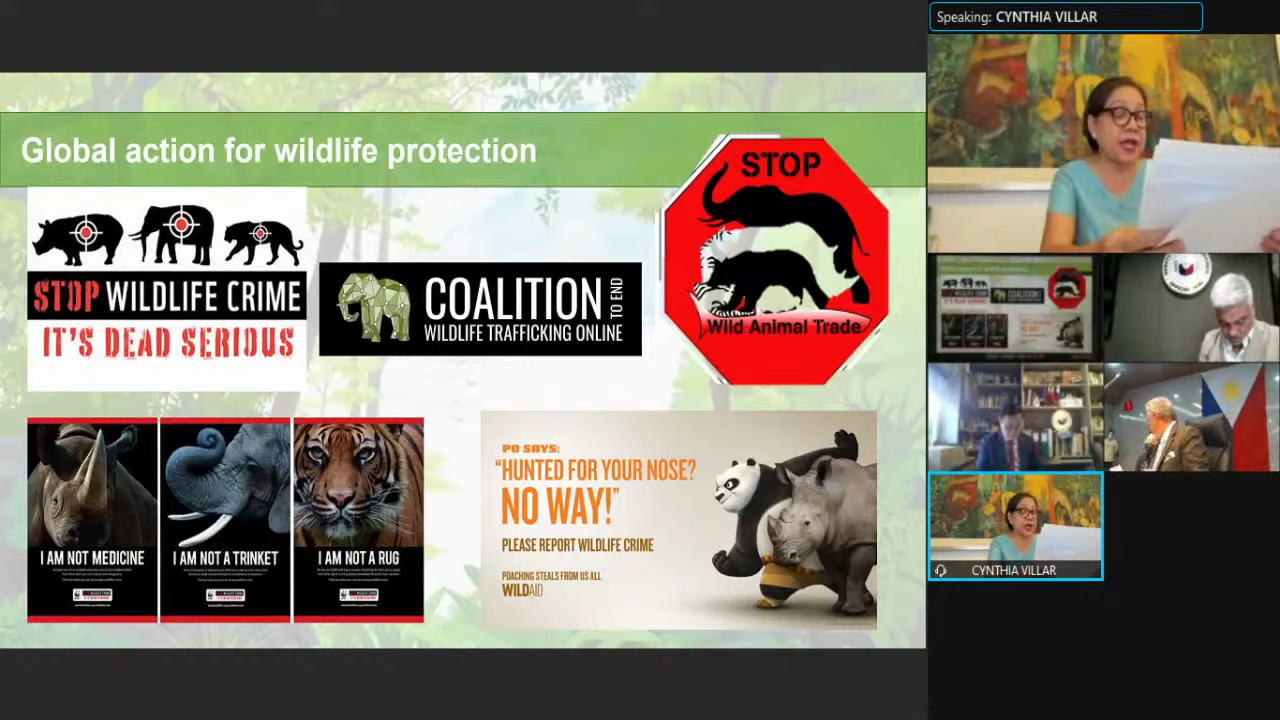 Speaking: CYNTHIA VILLAR
Global action for wildlife protection
STOP WILDLIFE CRIME
IT'S DEAD SERIOUS
COALITION
TO END
WILDLIFE TRAFFICKING ONLINE
STOP
Wild Animal Trade
I AM NOT MEDICINE
I AM NOT A TRINKET
I AM NOT A RUG
PO SAYS:
"HUNTED FOR YOUR NOSE?
NO WAY!"
PLEASE REPORT WILDLIFE CRIME
POACHING STEALS FROM US ALL
WILDAID
CYNTHIA VILLAR